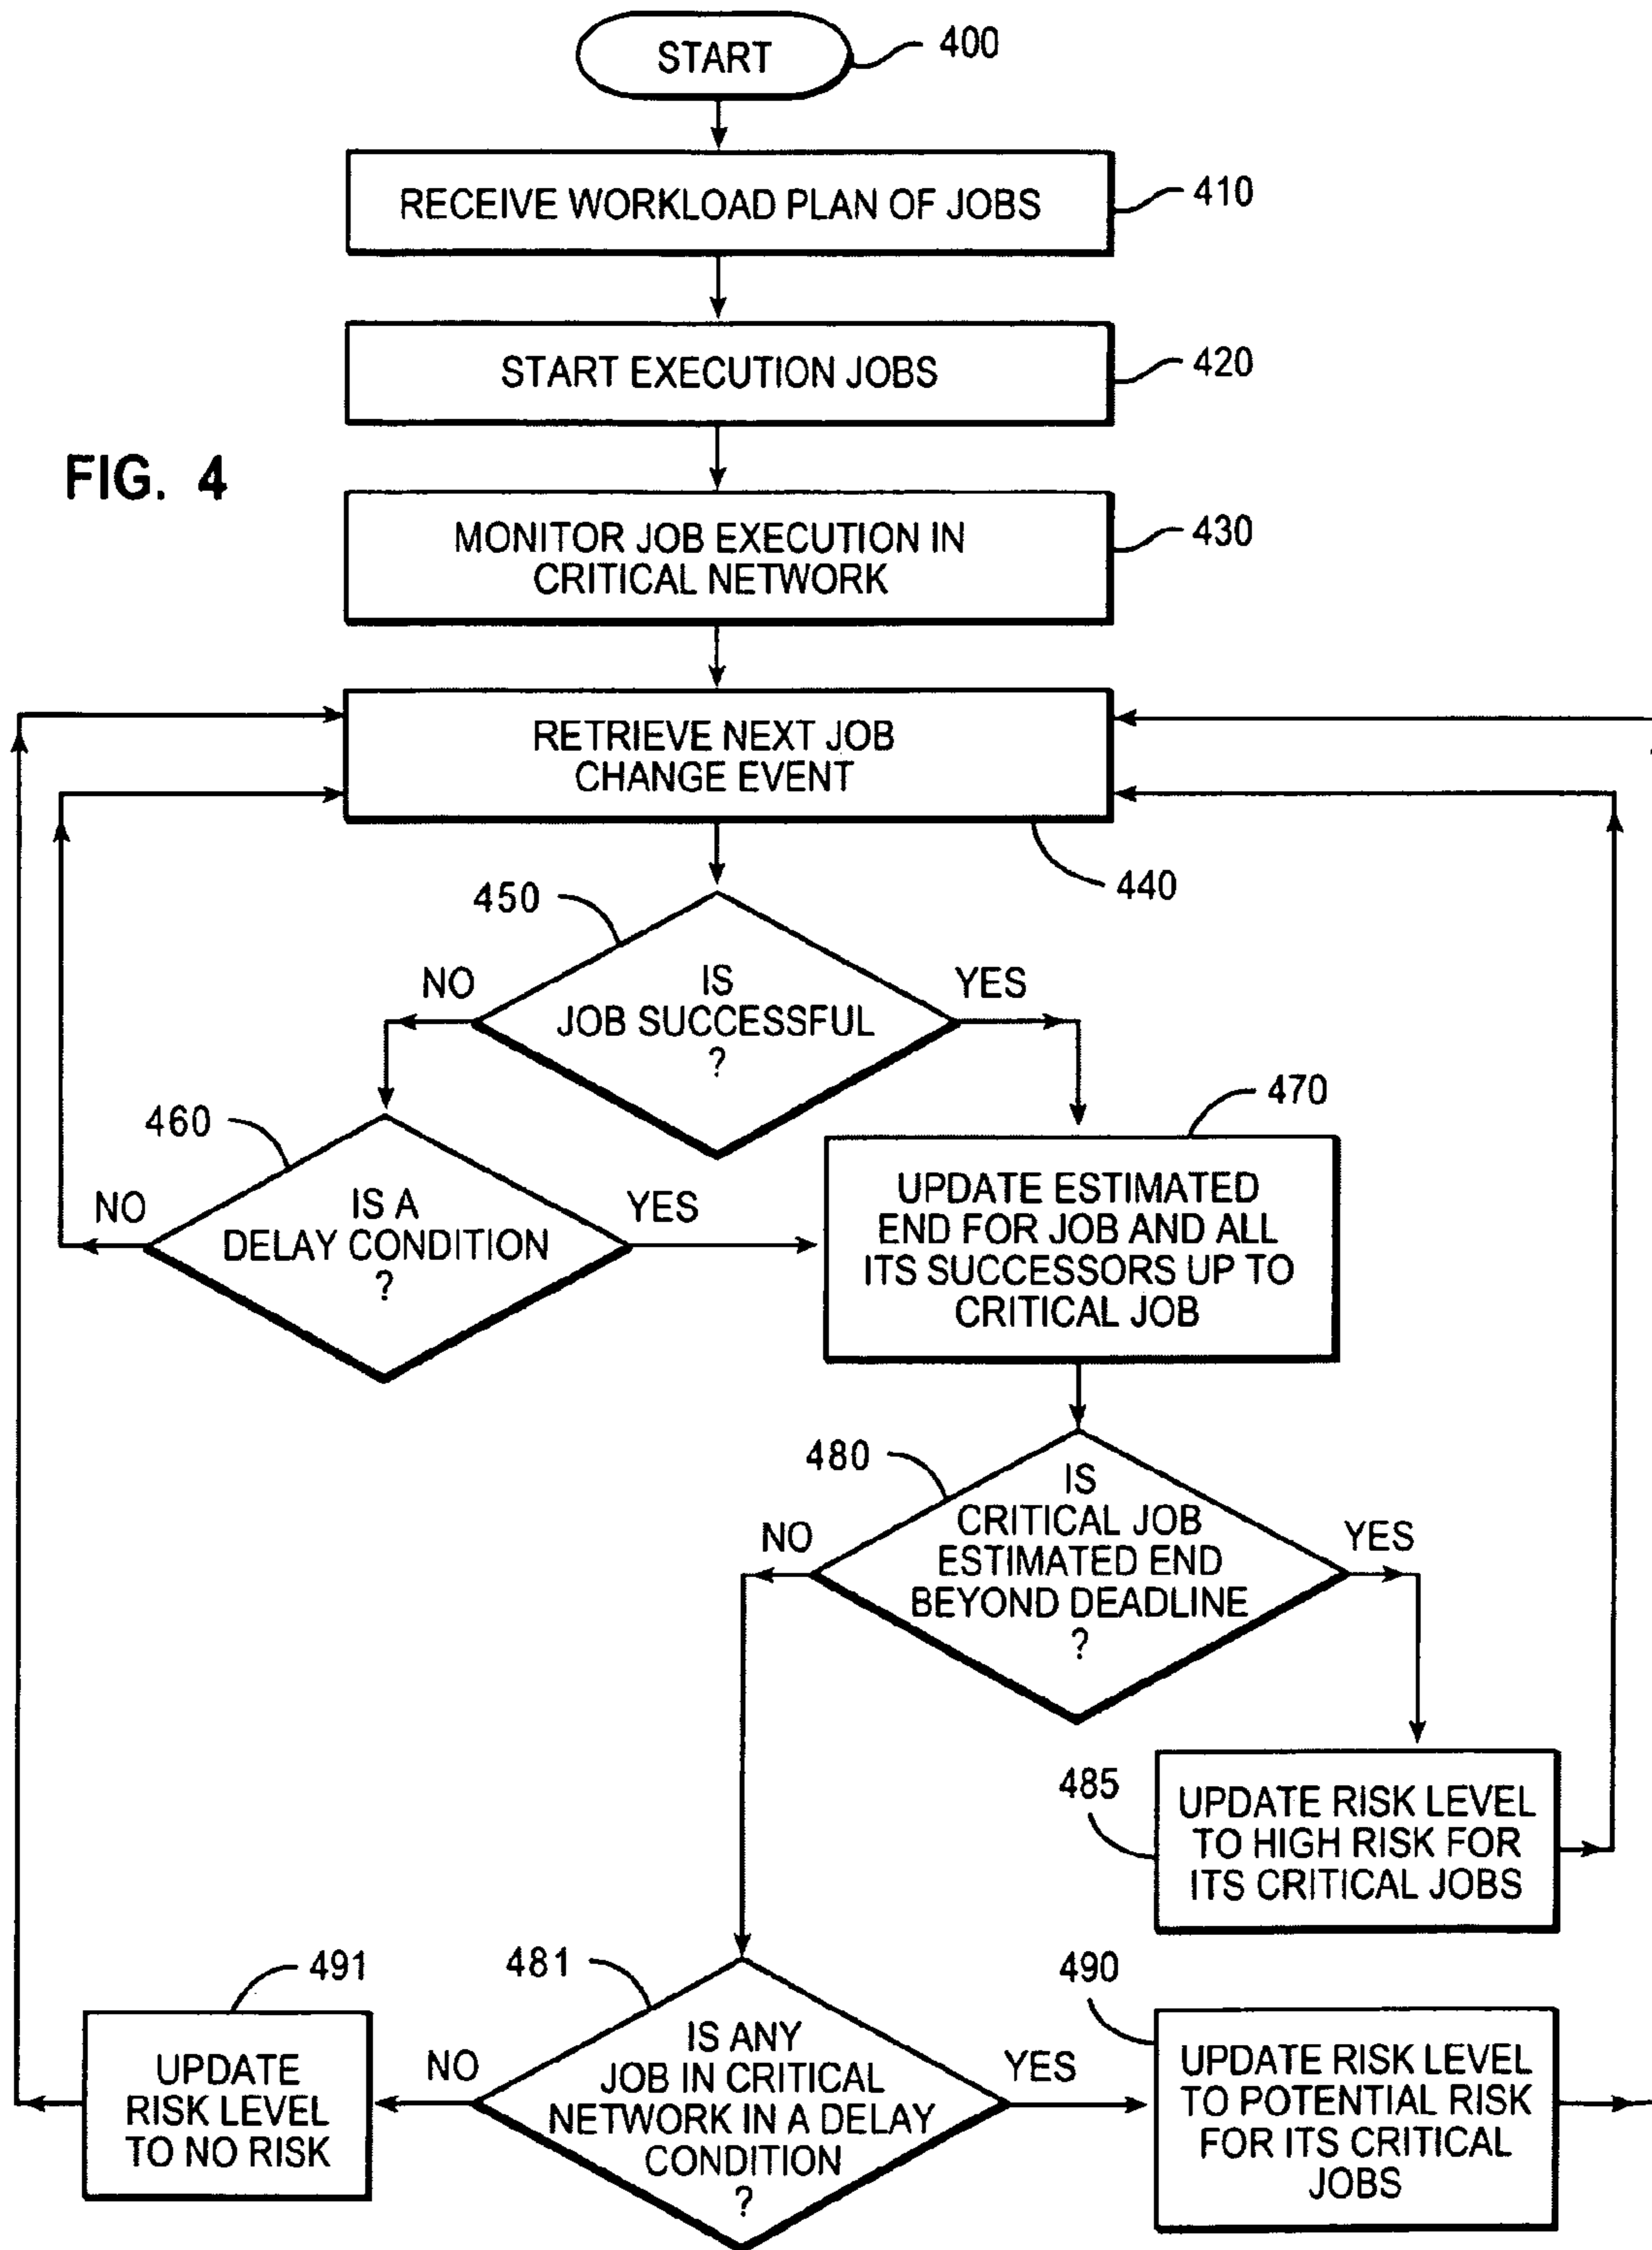 START
400
RECEIVE WORKLOAD PLAN OF JOBS
410
START EXECUTION JOBS
420
FIG. 4
MONITOR JOB EXECUTION IN
CRITICAL NETWORK
430
RETRIEVE NEXT JOB
CHANGE EVENT
440
450
NO
IS
JOB SUCCESSFUL
?
YES
460
NO
IS A
DELAY CONDITION
?
YES
470
UPDATE ESTIMATED
END FOR JOB AND ALL
ITS SUCCESSORS UP TO
CRITICAL JOB
480
NO
IS
CRITICAL JOB
ESTIMATED END
BEYOND DEADLINE
?
YES
485
UPDATE RISK LEVEL
TO HIGH RISK FOR
ITS CRITICAL JOBS
491
UPDATE
RISK LEVEL
TO NO RISK
481
NO
IS ANY
JOB IN CRITICAL
NETWORK IN A DELAY
CONDITION
?
YES
490
UPDATE RISK LEVEL
TO POTENTIAL RISK
FOR ITS CRITICAL
JOBS